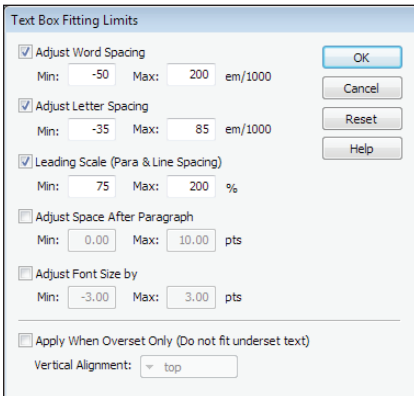 Text Box Fitting Limits
Adjust Word Spacing
Min: -50 Max: 200 em/1000
Adjust Letter Spacing
Min: -35 Max: 85 em/1000
Leading Scale (Para & Line Spacing)
Min: 75 Max: 200 %
Adjust Space After Paragraph
Min: 0.00 Max: 10.00 pts
Adjust Font Size by
Min: -3.00 Max: 3.00 pts
Apply When Overset Only (Do not fit underset text)
Vertical Alignment: top
OK
Cancel
Reset
Help